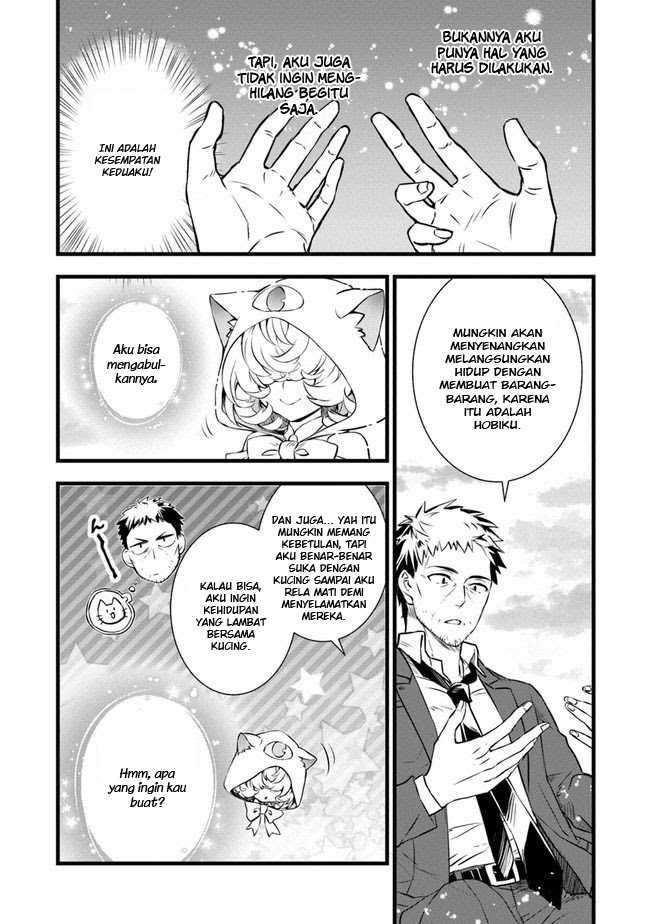 BUKANNYA AKU
PUNYA HAL YANG
HARUS DILAKUKAN.
TAPI, AKU JUGA
TIDAK INGIN MENG-
HILANG BEGITU
SAJA.
INI ADALAH
KESEMPATAN
KEDUAKU!
MUNGKIN AKAN
MENYENANGKAN
MELANGSUNGKAN
HIDUP DENGAN
MEMBUAT BARANG-
BARANG, KARENA
ITU ADALAH
HOBIKU.
Aku bisa
mengabul-
kannya.
DAN JUGA... YAH ITU
MUNGKIN MEMANG
KEBETULAN, TAPI
AKU BENAR-BENAR
SUKA DENGAN
KUCING SAMPAI AKU
RELA MATI DEMI
MENYELAMATKAN
MEREKA.
KALAU BISA,
AKU INGIN
KEHIDUPAN
YANG LAMBAT
BERSAMA
KUCING.
Hmm, apa
yang ingin kau
buat?